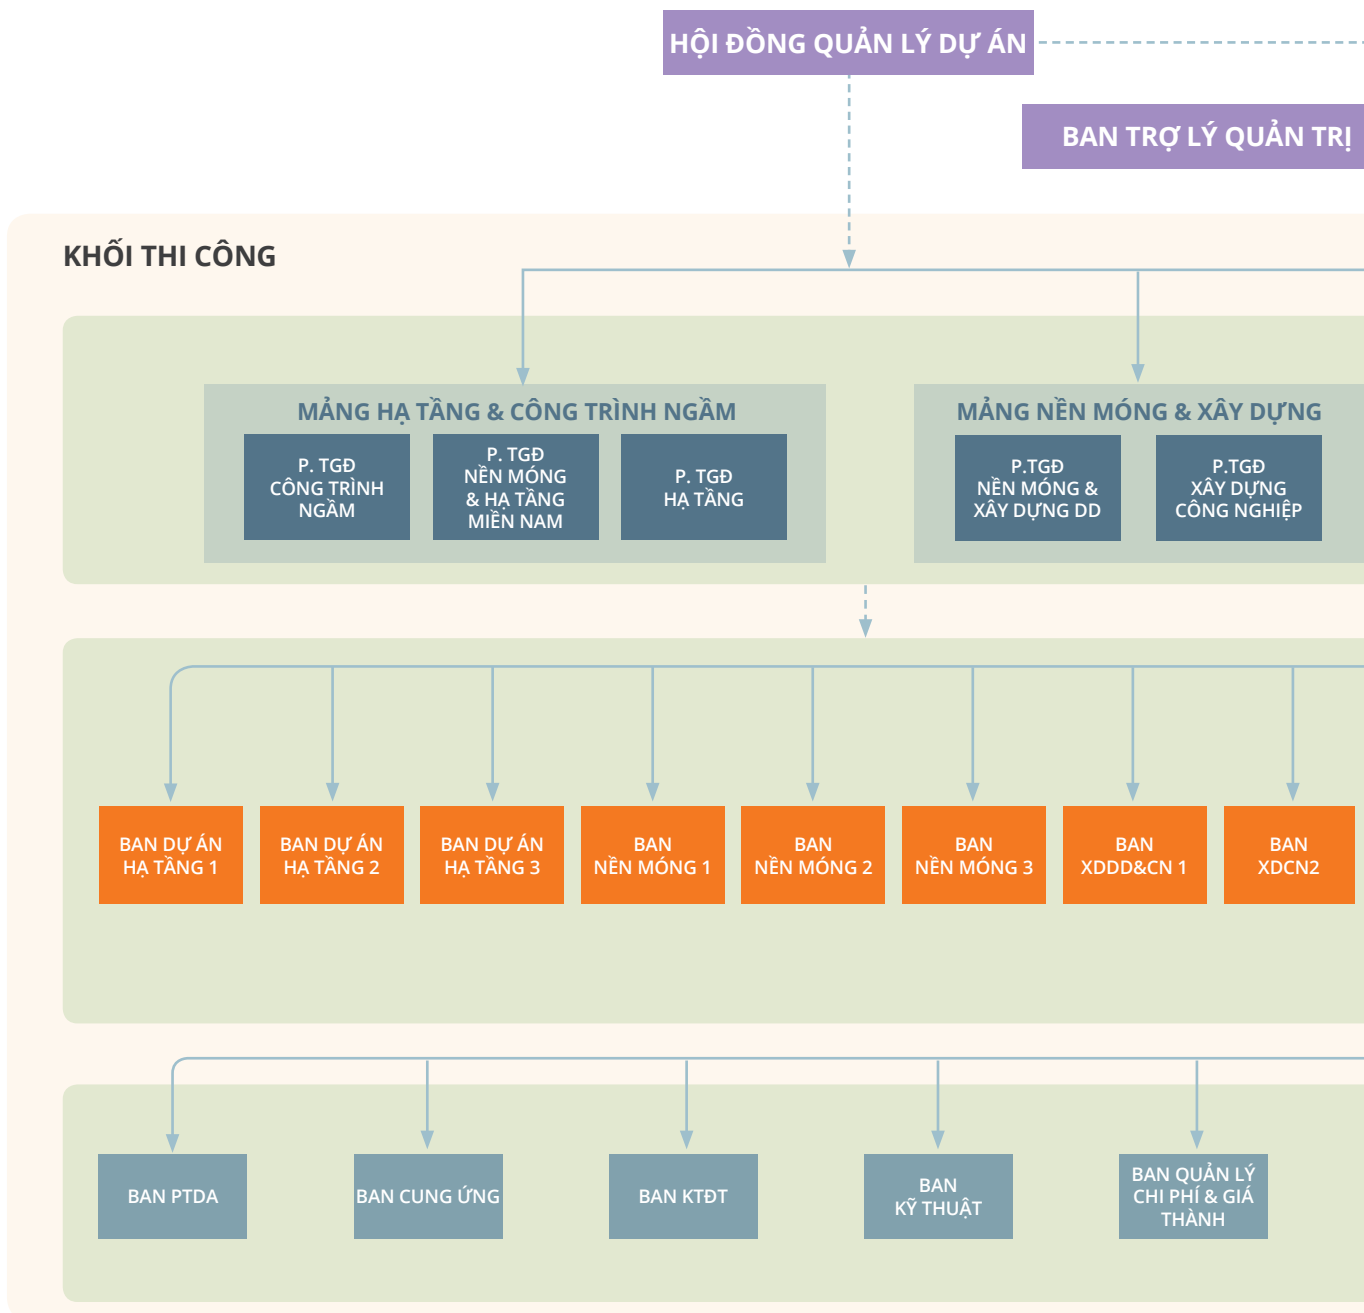 HỘI ĐỒNG QUẢN LÝ DỰ ÁN
BAN TRỢ LÝ QUẢN TRỊ
KHỐI THI CÔNG
MẢNG HẠ TẦNG & CÔNG TRÌNH NGẦM
P. TGĐ
CÔNG TRÌNH
NGẦM
P. TGĐ
NỀN MÓNG
& HẠ TẦNG
MIỀN NAM
P. TGĐ
HẠ TẦNG
MẢNG NỀN MÓNG & XÂY DỰNG
P.TGĐ
NỀN MÓNG &
XÂY DỰNG DD
P.TGĐ
XÂY DỰNG
CÔNG NGHIỆP
BAN DỰ ÁN
HẠ TẦNG 1
BAN DỰ ÁN
HẠ TẦNG 2
BAN DỰ ÁN
HẠ TẦNG 3
BAN
NỀN MÓNG 1
BAN
NỀN MÓNG 2
BAN
NỀN MÓNG 3
BAN
XDDD&CN 1
BAN
XDCN2
BAN PTDA
BAN CUNG ỨNG
BAN KTĐT
BAN
KỸ THUẬT
BAN QUẢN LÝ
CHI PHÍ & GIÁ
THÀNH